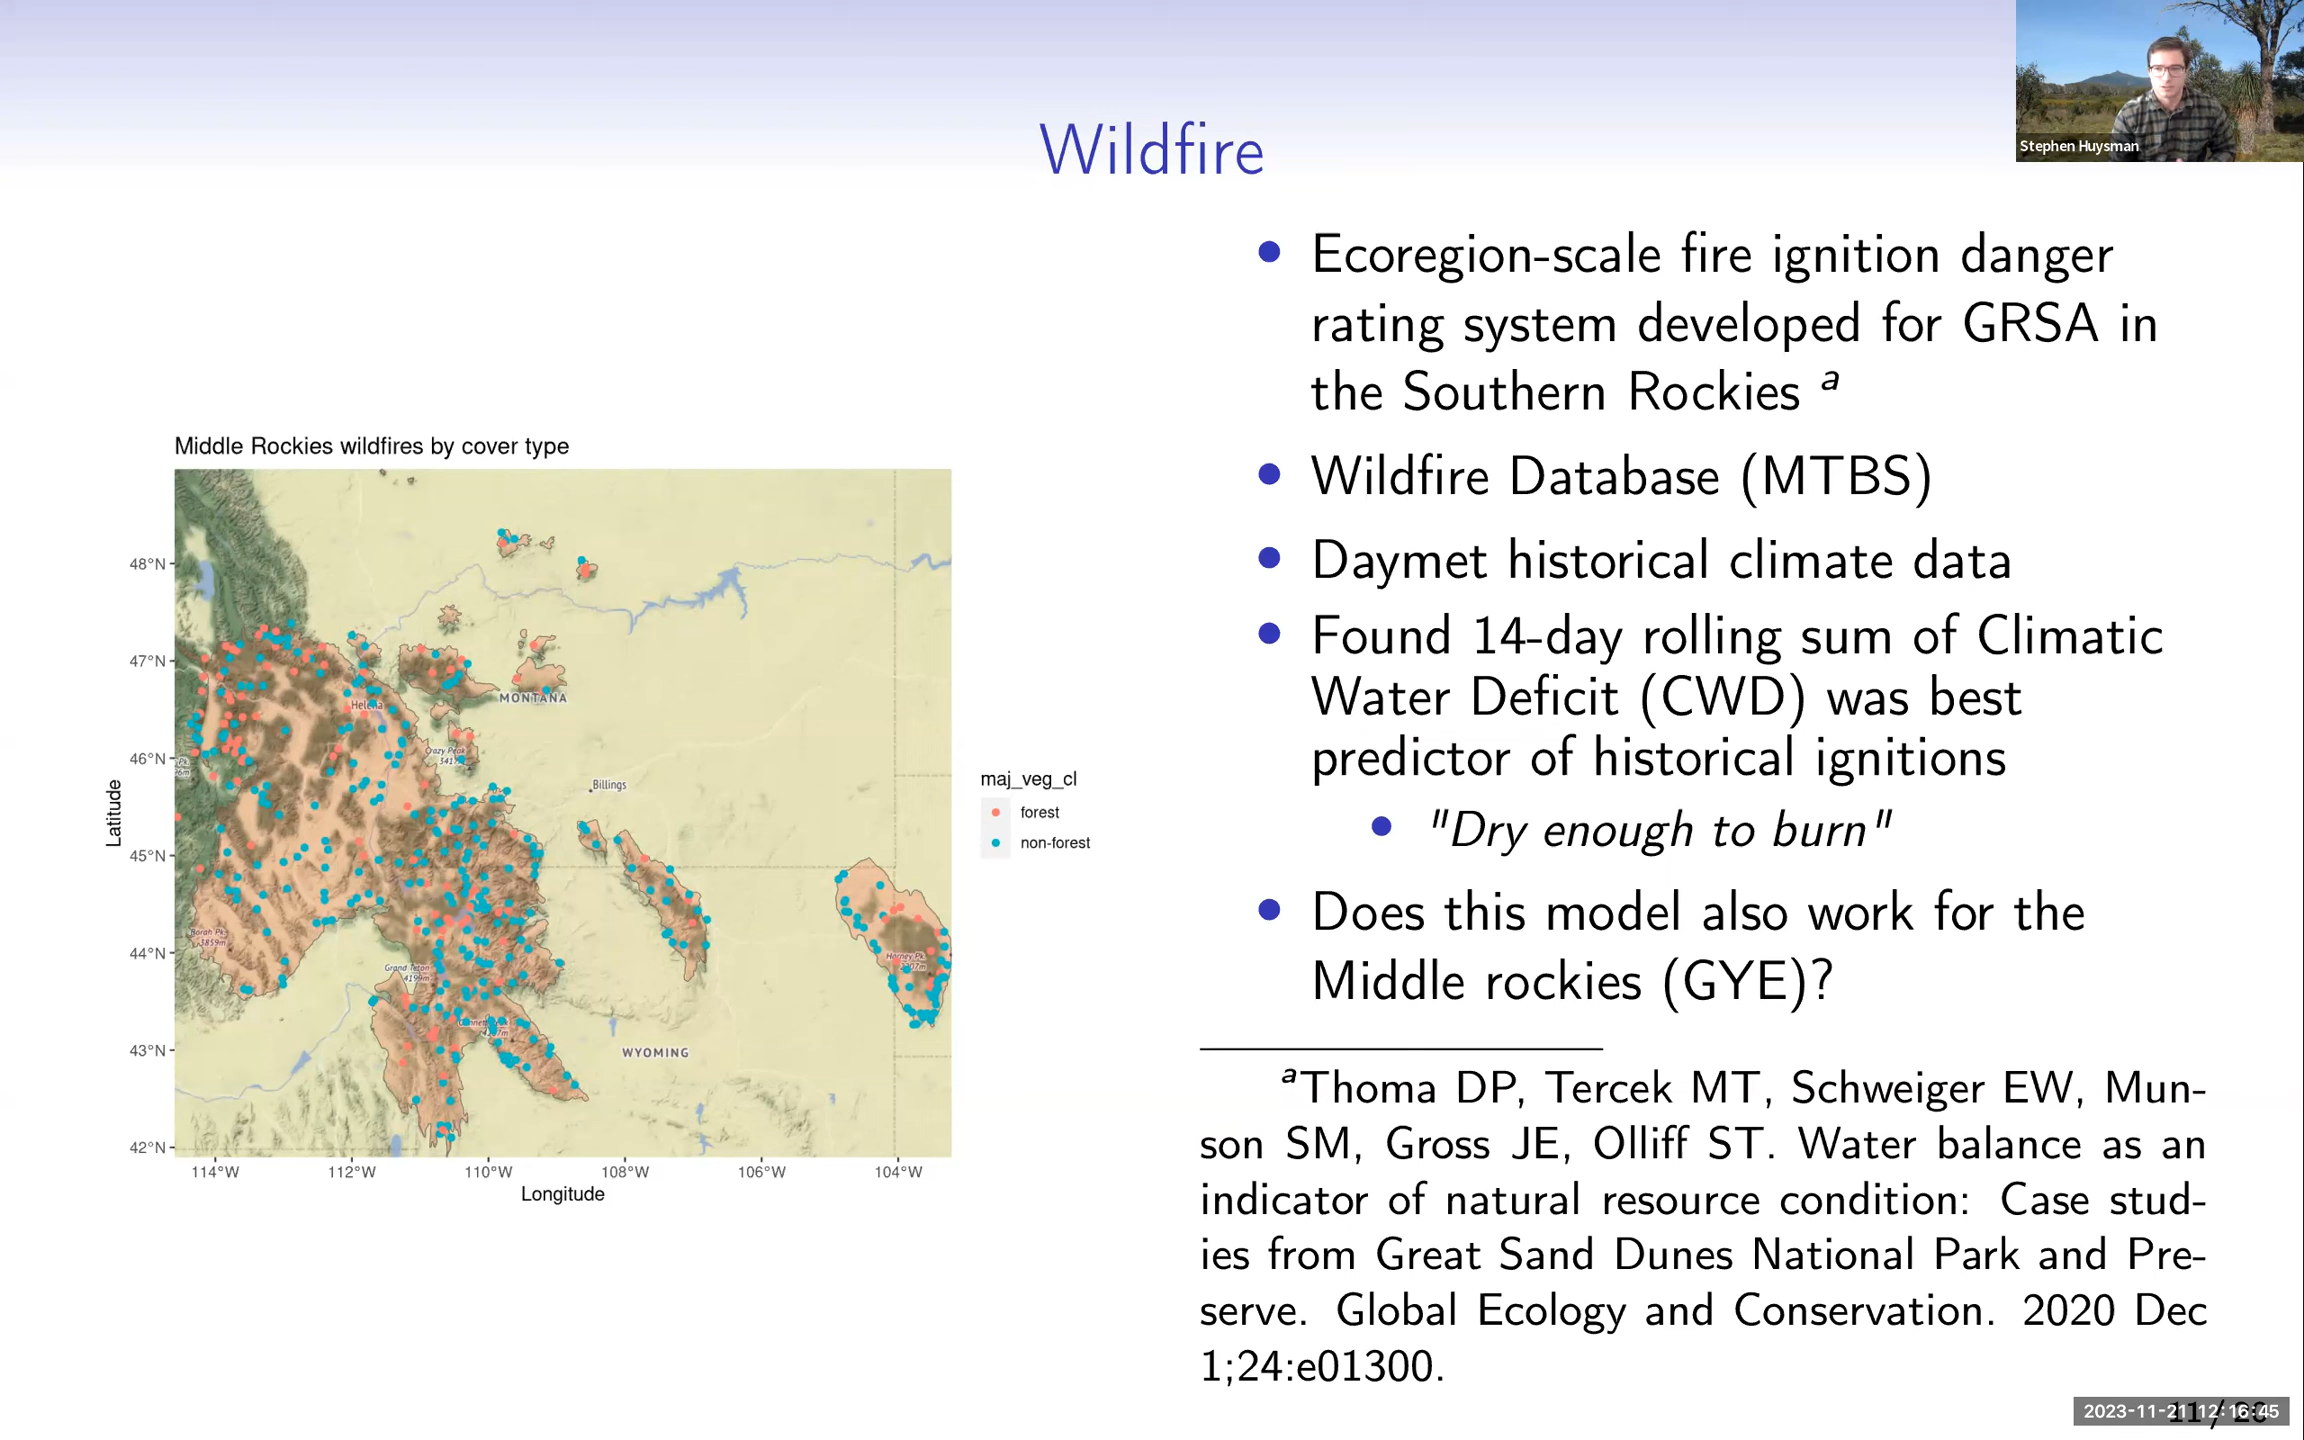 Stephen Huysman
Wildfire
• Ecoregion-scale fire ignition danger
rating system developed for GRSA in
the Southern Rockies a
• Wildfire Database (MTBS)
• Daymet historical climate data
• Found 14-day rolling sum of Climatic
Water Deficit (CWD) was best
predictor of historical ignitions
• "Dry enough to burn"
• Does this model also work for the
Middle rockies (GYE)?
aThoma DP, Tercek MT, Schweiger EW, Mun-
son SM, Gross JE, Olliff ST. Water balance as an
indicator of natural resource condition: Case stud-
ies from Great Sand Dunes National Park and Pre-
serve. Global Ecology and Conservation. 2020 Dec
1;24:e01300.
Middle Rockies wildfires by cover type
48°N
47°N
46°N
45°N
44°N
43°N
42°N
Latitude
MONTANA
Helena
Crazy Peak
Billings
Borah Pk.
3859m
Grand Teton
4199m
Harney Pk.
WYOMING
114°W
112°W
110°W
108°W
106°W
104°W
Longitude
maj_veg_cl
forest
non-forest
2023-11-21 12:16:45